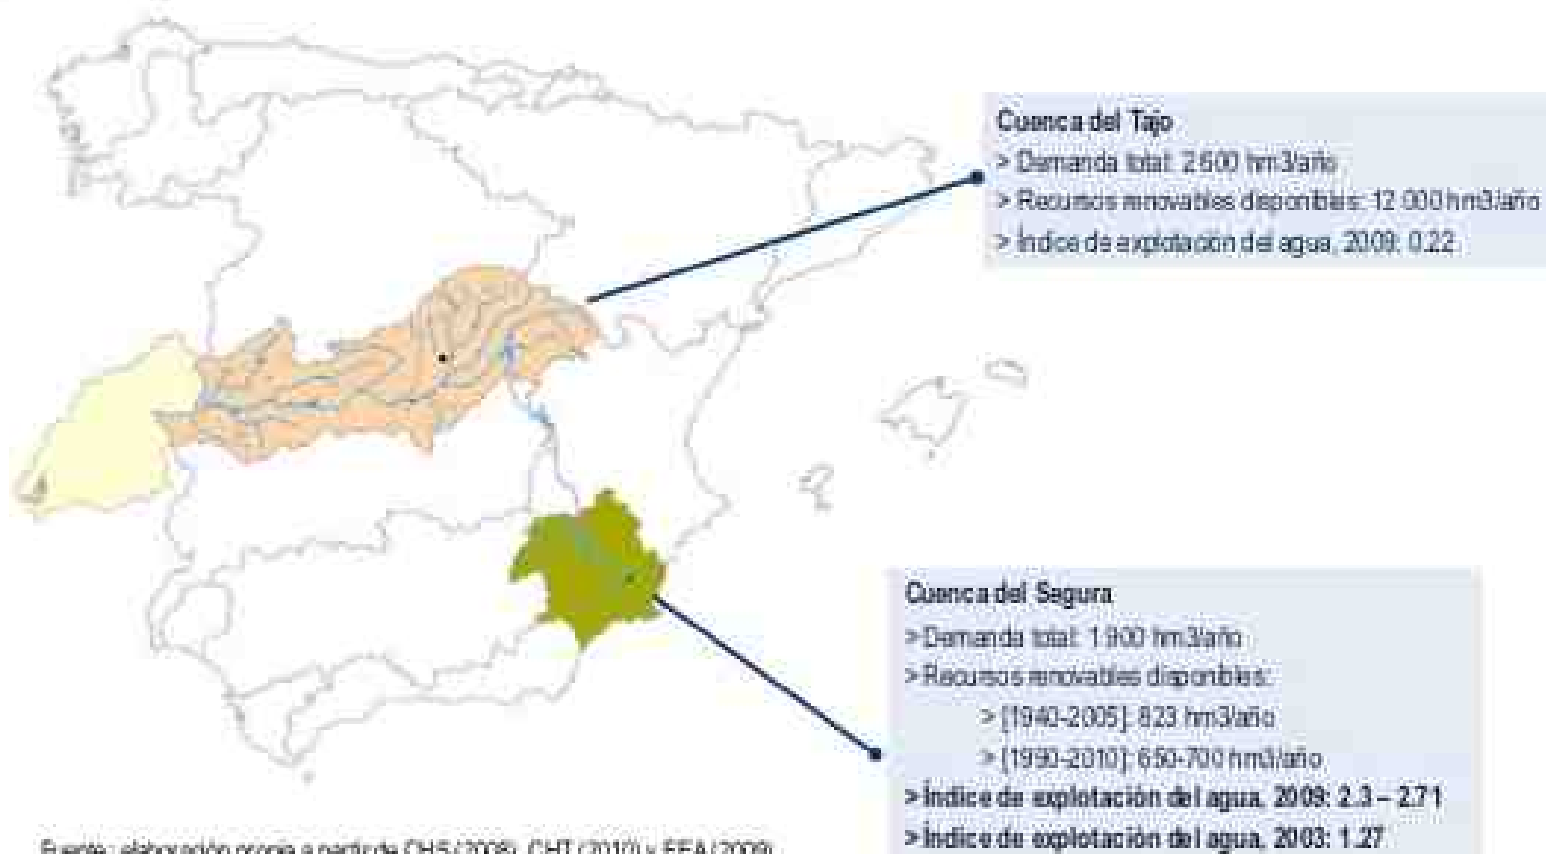 Cuenca del Tajo
> Demanda total: 2 600 hm3/año
> Recursos renovables disponibles: 12 000 hm3/año
> Índice de explotación del agua, 2009: 0.22
Cuenca del Segura
> Demanda total: 1 900 hm3/año
> Recursos renovables disponibles:
> [1940-2005]: 823 hm3/año
> [1990-2010]: 650-700 hm3/año
> Índice de explotación del agua, 2009: 2.3 – 2.71
> Índice de explotación del agua, 2003: 1.27
Fuente: elaboración propia a partir de CHS (2008), CHT (2010) y EEA (2009)